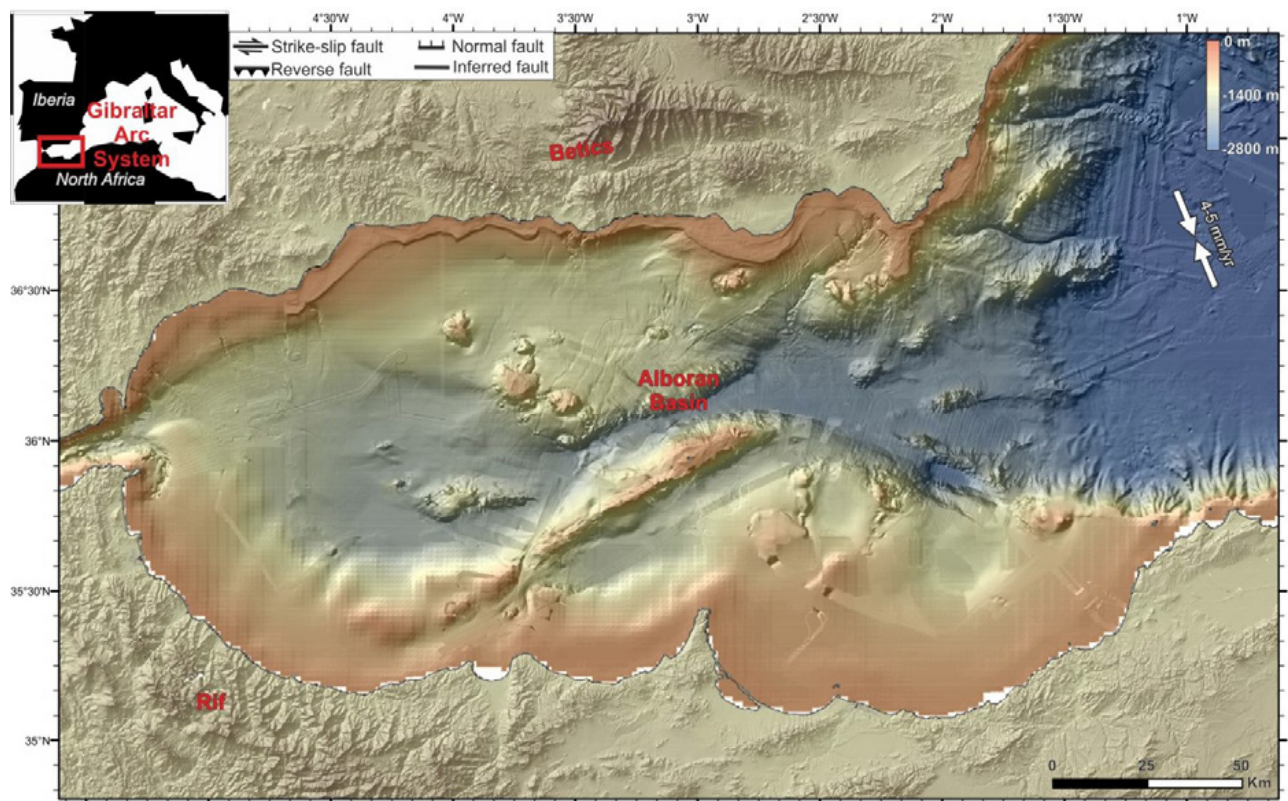 4°30'W 4°W 3°30'W 3°W 2°30'W 2°W 1°30'W 1°W
Iberia
Gibraltar
Arc
System
North Africa
Strike-slip fault
Normal fault
Reverse fault
Inferred fault
0 m
-1400 m
-2800 m
Betics
4-5 mm/yr
36°30'N
Alboran
Basin
36°N
35°30'N
Rif
35°N
0 25 50
Km